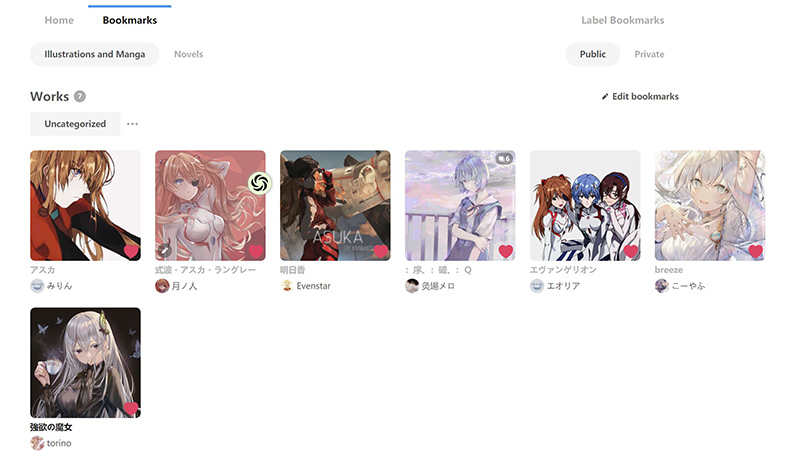 Home Bookmarks Label Bookmarks
Illustrations and Manga Novels Public Private
Works 7 Edit bookmarks
Uncategorized ...
6
ASUKA
アスカ
みりん
式波・アスカ・ラングレー
月ノ人
明日香
Evenstar
：序，：破，：Q
灸場メロ
エヴァンゲリオン
エオリア
breeze
こーやふ
強欲の魔女
torino